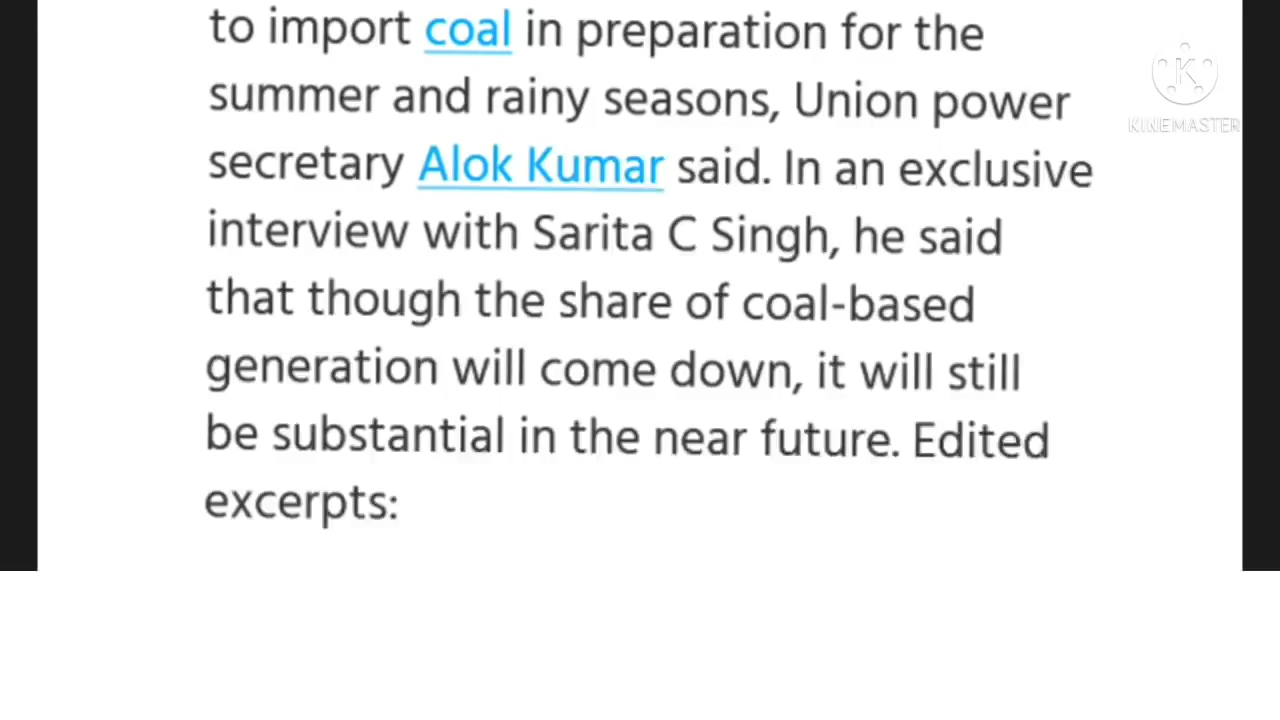 to import coal in preparation for the
summer and rainy seasons, Union power
secretary Alok Kumar said. In an exclusive
interview with Sarita C Singh, he said
that though the share of coal-based
generation will come down, it will still
be substantial in the near future. Edited
excerpts:
K
KINEMASTER